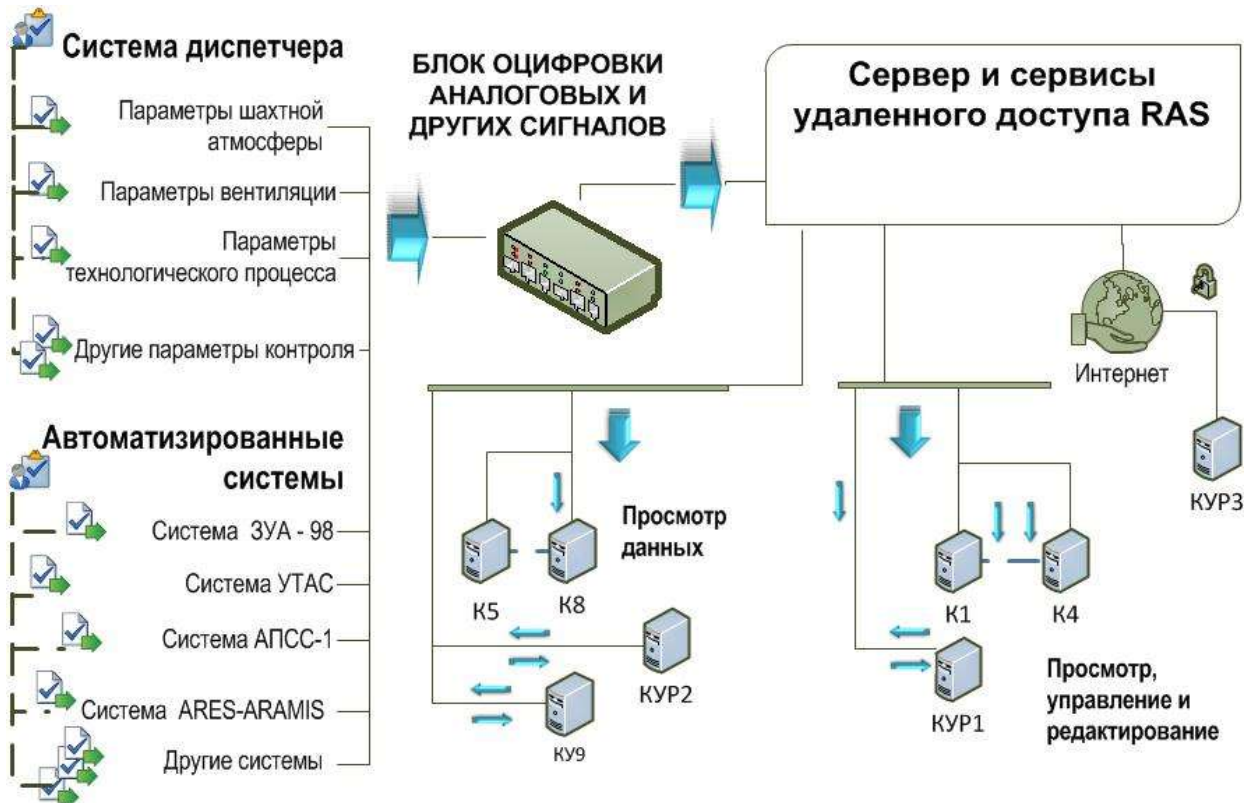 Система диспетчера
Параметры шахтной
атмосферы
Параметры вентиляции
Параметры
технологического процесса
Другие параметры контроля
Автоматизированные
системы
Система ЗУА - 98
Система УТАС
Система АПСС-1
Система ARES-ARAMIS
Другие системы
БЛОК ОЦИФРОВКИ
АНАЛОГОВЫХ И
ДРУГИХ СИГНАЛОВ
Сервер и сервисы
удаленного доступа RAS
Интернет
КУР3
Просмотр
данных
К5
К8
КУР2
КУ9
К1
К4
КУР1
Просмотр,
управление и
редактирование